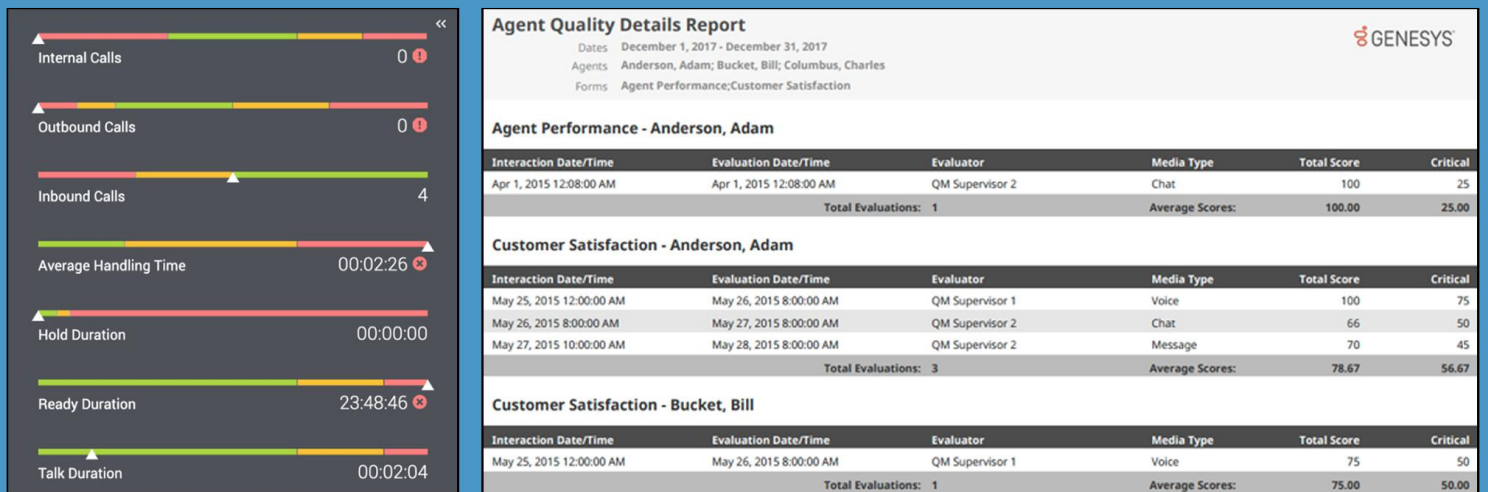 «
Internal Calls 0
Outbound Calls 0
Inbound Calls 4
Average Handling Time 00:02:26
Hold Duration 00:00:00
Ready Duration 23:48:46
Talk Duration 00:02:04
Agent Quality Details Report
GENESYS
Dates December 1, 2017 - December 31, 2017
Agents Anderson, Adam; Bucket, Bill; Columbus, Charles
Forms Agent Performance;Customer Satisfaction
Agent Performance - Anderson, Adam
Interaction Date/Time Evaluation Date/Time Evaluator Media Type Total Score Critical
Apr 1, 2015 12:08:00 AM Apr 1, 2015 12:08:00 AM QM Supervisor 2 Chat 100 25
Total Evaluations: 1 Average Scores: 100.00 25.00
Customer Satisfaction - Anderson, Adam
Interaction Date/Time Evaluation Date/Time Evaluator Media Type Total Score Critical
May 25, 2015 12:00:00 AM May 26, 2015 8:00:00 AM QM Supervisor 1 Voice 100 75
May 26, 2015 8:00:00 AM May 27, 2015 8:00:00 AM QM Supervisor 2 Chat 66 50
May 27, 2015 10:00:00 AM May 28, 2015 8:00:00 AM QM Supervisor 2 Message 70 45
Total Evaluations: 3 Average Scores: 78.67 56.67
Customer Satisfaction - Bucket, Bill
Interaction Date/Time Evaluation Date/Time Evaluator Media Type Total Score Critical
May 25, 2015 12:00:00 AM May 26, 2015 8:00:00 AM QM Supervisor 1 Voice 75 50
Total Evaluations: 1 Average Scores: 75.00 50.00